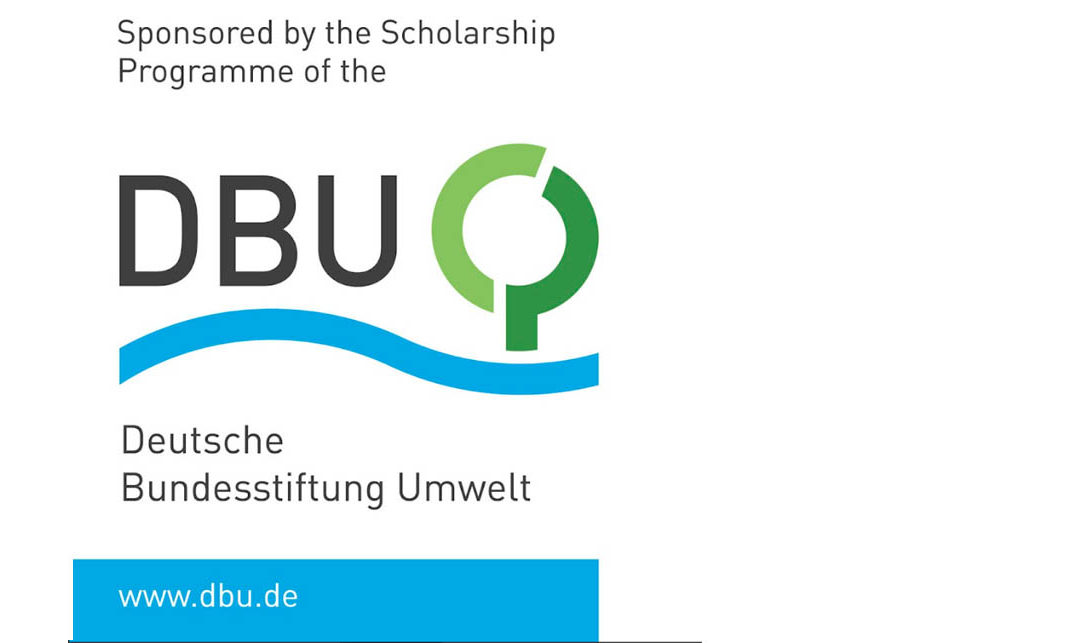 Sponsored by the Scholarship
Programme of the
DBU
Deutsche
Bundesstiftung Umwelt
www.dbu.de